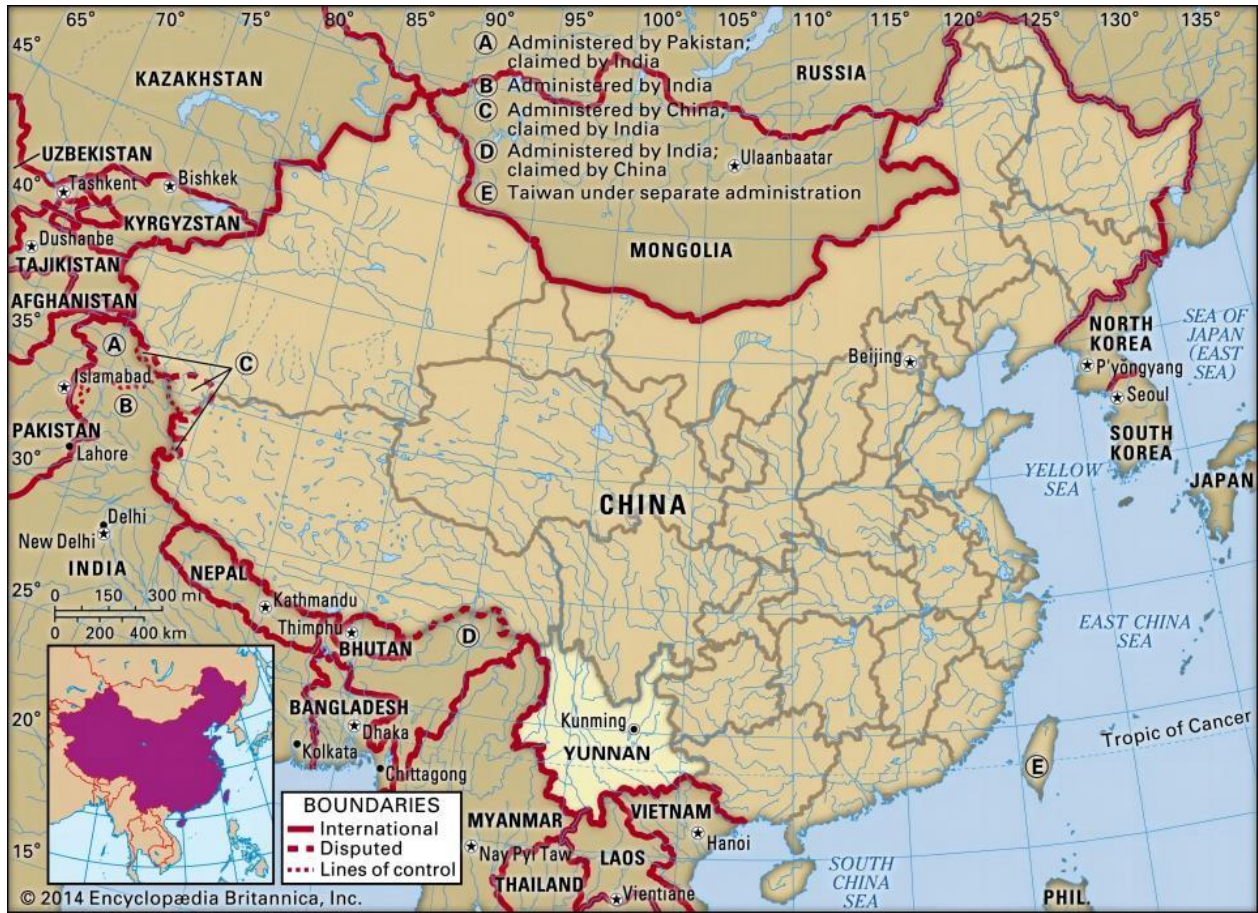 65°
70°
75°
80°
85°
90°
95°
100°
105°
110°
115°
120°
125°
130°
135°
45°
KAZAKHSTAN
A Administered by Pakistan;
claimed by India
B Administered by India
C Administered by China;
claimed by India
D Administered by India;
claimed by China
E Taiwan under separate administration
RUSSIA
Ulaanbaatar
MONGOLIA
UZBEKISTAN
40°
Tashkent
Bishkek
KYRGYZSTAN
Dushanbe
TAJIKISTAN
AFGHANISTAN
35°
A
C
Islamabad
B
PAKISTAN
Lahore
30°
Beijing
NORTH
KOREA
P'yŏngyang
Seoul
SOUTH
KOREA
SEA OF
JAPAN
(EAST
SEA)
YELLOW
SEA
JAPAN
CHINA
Delhi
New Delhi
INDIA
NEPAL
25°
0 150 300 mi
0 200 400 km
Kathmandu
Thimphu
BHUTAN
D
EAST CHINA
SEA
20°
BANGLADESH
Dhaka
Kolkata
Chittagong
Kunming
YUNNAN
Tropic of Cancer
E
BOUNDARIES
International
Disputed
Lines of control
MYANMAR
Nay Pyi Taw
VIETNAM
Hanoi
LAOS
THAILAND
Vientiane
15°
SOUTH
CHINA
SEA
PHIL.
© 2014 Encyclopædia Britannica, Inc.